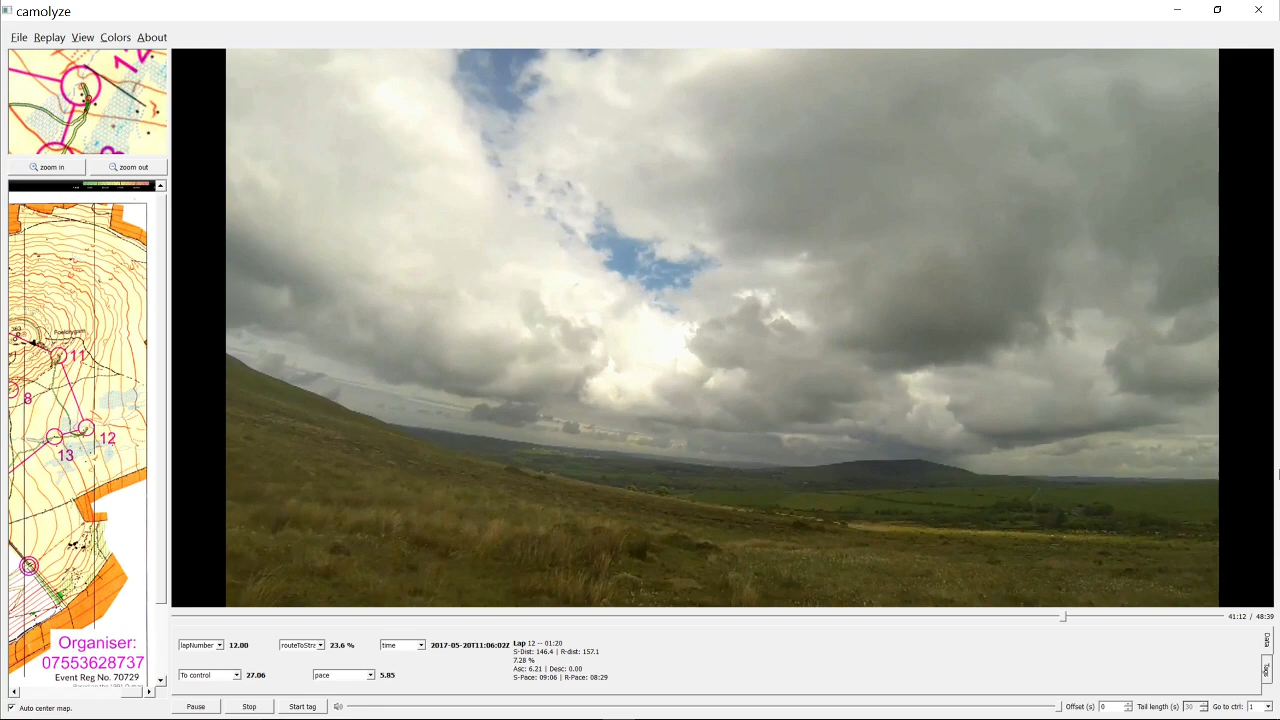 camolyze
File Replay View Colors About
12
zoom in
zoom out
363
11
8
12
13
Organiser:
07553628737
Event Reg No. 70729
41:12 / 48:39
Data
Tags
lapNumber 12.00 routeToStra 23.6 % time 2017-05-20T11:06:02Z
To control 27.06 pace 5.85
Lap 12 -- 01:20
S-Dist: 146.4 | R-dist: 157.1
7.28 %
Asc: 6.21 | Desc: 0.00
S-Pace: 09:06 | R-Pace: 08:29
Auto center map.
Pause Stop Start tag
Offset (s) 0 Tail length (s) 30 Go to ctrl: 1